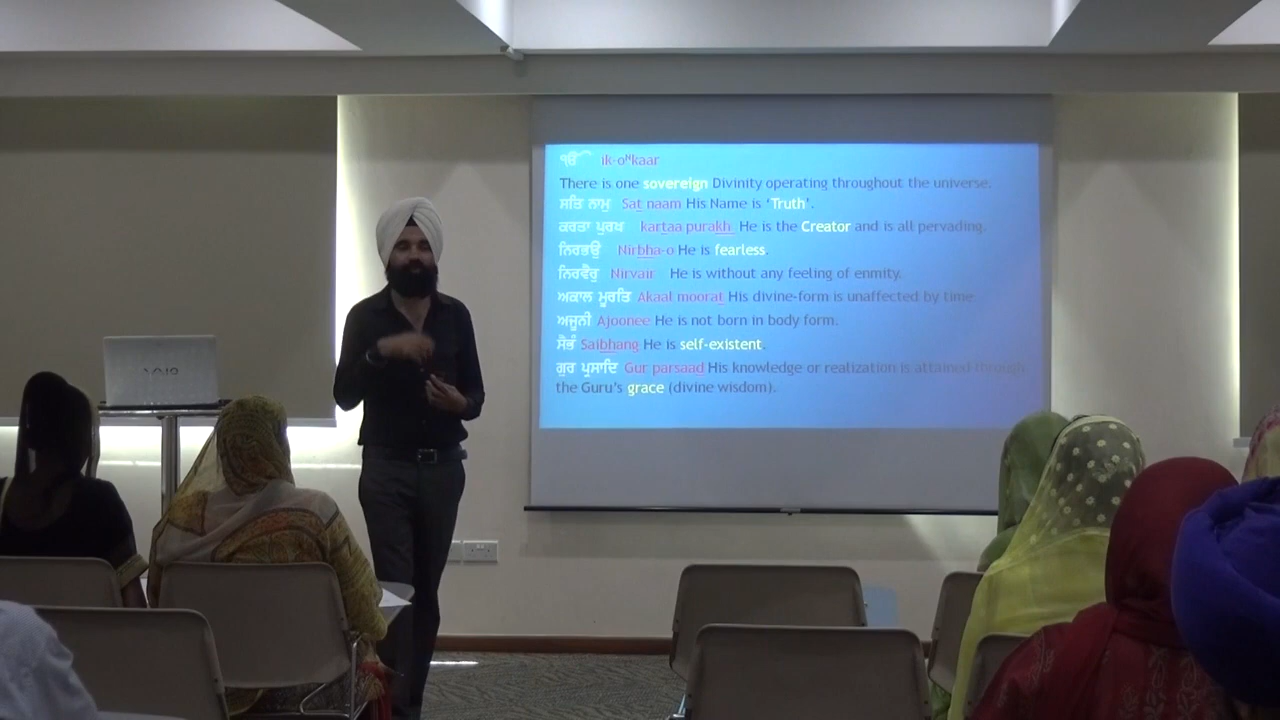 VAIO
ੴ ik-oᴺkaar
There is one sovereign Divinity operating throughout the universe.
ਸਤਿ ਨਾਮੁ Sat naam His Name is ‘Truth’.
ਕਰਤਾ ਪੁਰਖ kartaa purakh He is the Creator and is all pervading.
ਨਿਰਭਉ Nirbha-o He is fearless.
ਨਿਰਵੈਰੁ Nirvair He is without any feeling of enmity.
ਅਕਾਲ ਮੂਰਤਿ Akaal moorat His divine-form is unaffected by time.
ਅਜੂਨੀ Ajoonee He is not born in body form.
ਸੈਭੰ Saibhang He is self-existent.
ਗੁਰ ਪ੍ਰਸਾਦਿ Gur parsaad His knowledge or realization is attained through
the Guru’s grace (divine wisdom).